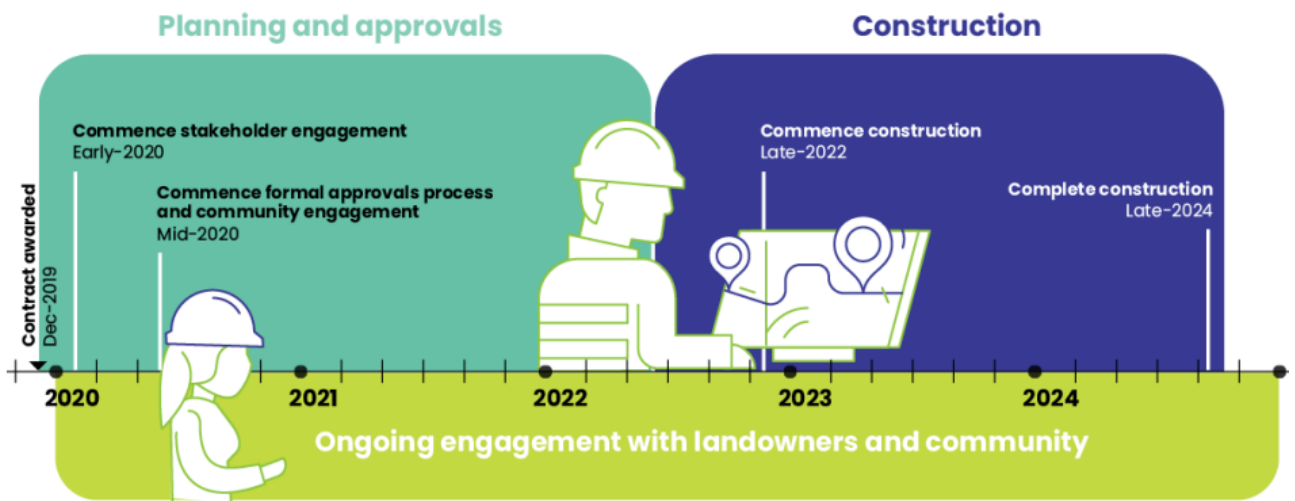 Planning and approvals
Construction
Commence stakeholder engagement
Early-2020
Commence formal approvals process
and community engagement
Mid-2020
Commence construction
Late-2022
Complete construction
Late-2024
Contract awarded
Dec-2019
2020
2021
2022
2023
2024
Ongoing engagement with landowners and community